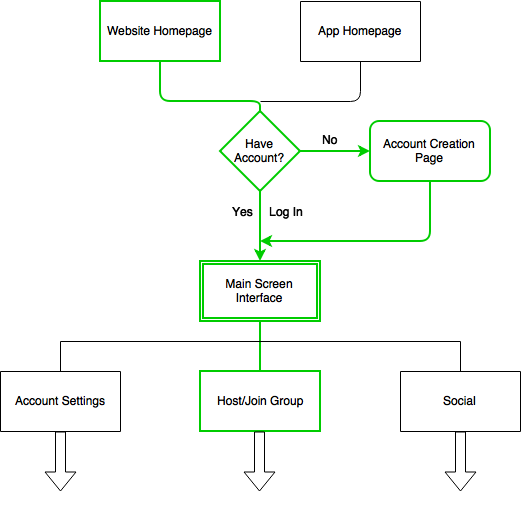 Website Homepage
App Homepage
Have
Account?
No
Account Creation
Page
Yes
Log In
Main Screen
Interface
Account Settings
Host/Join Group
Social